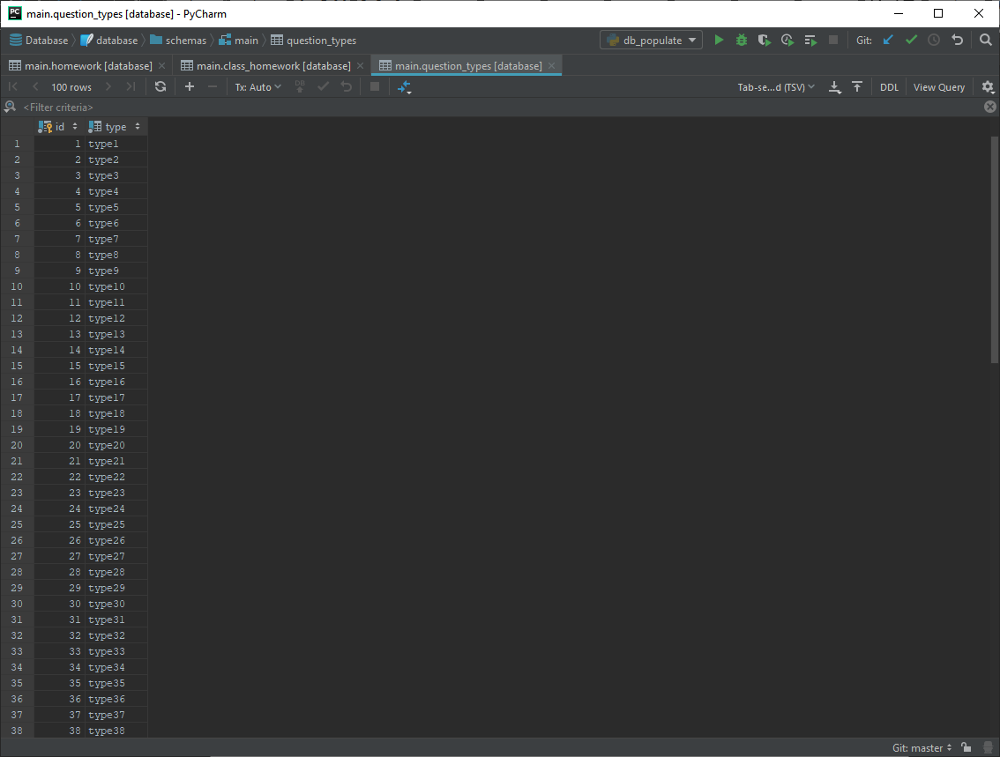 PC main.question_types [database] - PyCharm
Database database schemas main question_types db_populate Git:
main.homework [database] main.class_homework [database] main.question_types [database]
100 rows Tx: Auto DB Tab-se...d (TSV) DDL View Query
<Filter criteria>
id type
1 1 type1
2 2 type2
3 3 type3
4 4 type4
5 5 type5
6 6 type6
7 7 type7
8 8 type8
9 9 type9
10 10 type10
11 11 type11
12 12 type12
13 13 type13
14 14 type14
15 15 type15
16 16 type16
17 17 type17
18 18 type18
19 19 type19
20 20 type20
21 21 type21
22 22 type22
23 23 type23
24 24 type24
25 25 type25
26 26 type26
27 27 type27
28 28 type28
29 29 type29
30 30 type30
31 31 type31
32 32 type32
33 33 type33
34 34 type34
35 35 type35
36 36 type36
37 37 type37
38 38 type38
Git: master